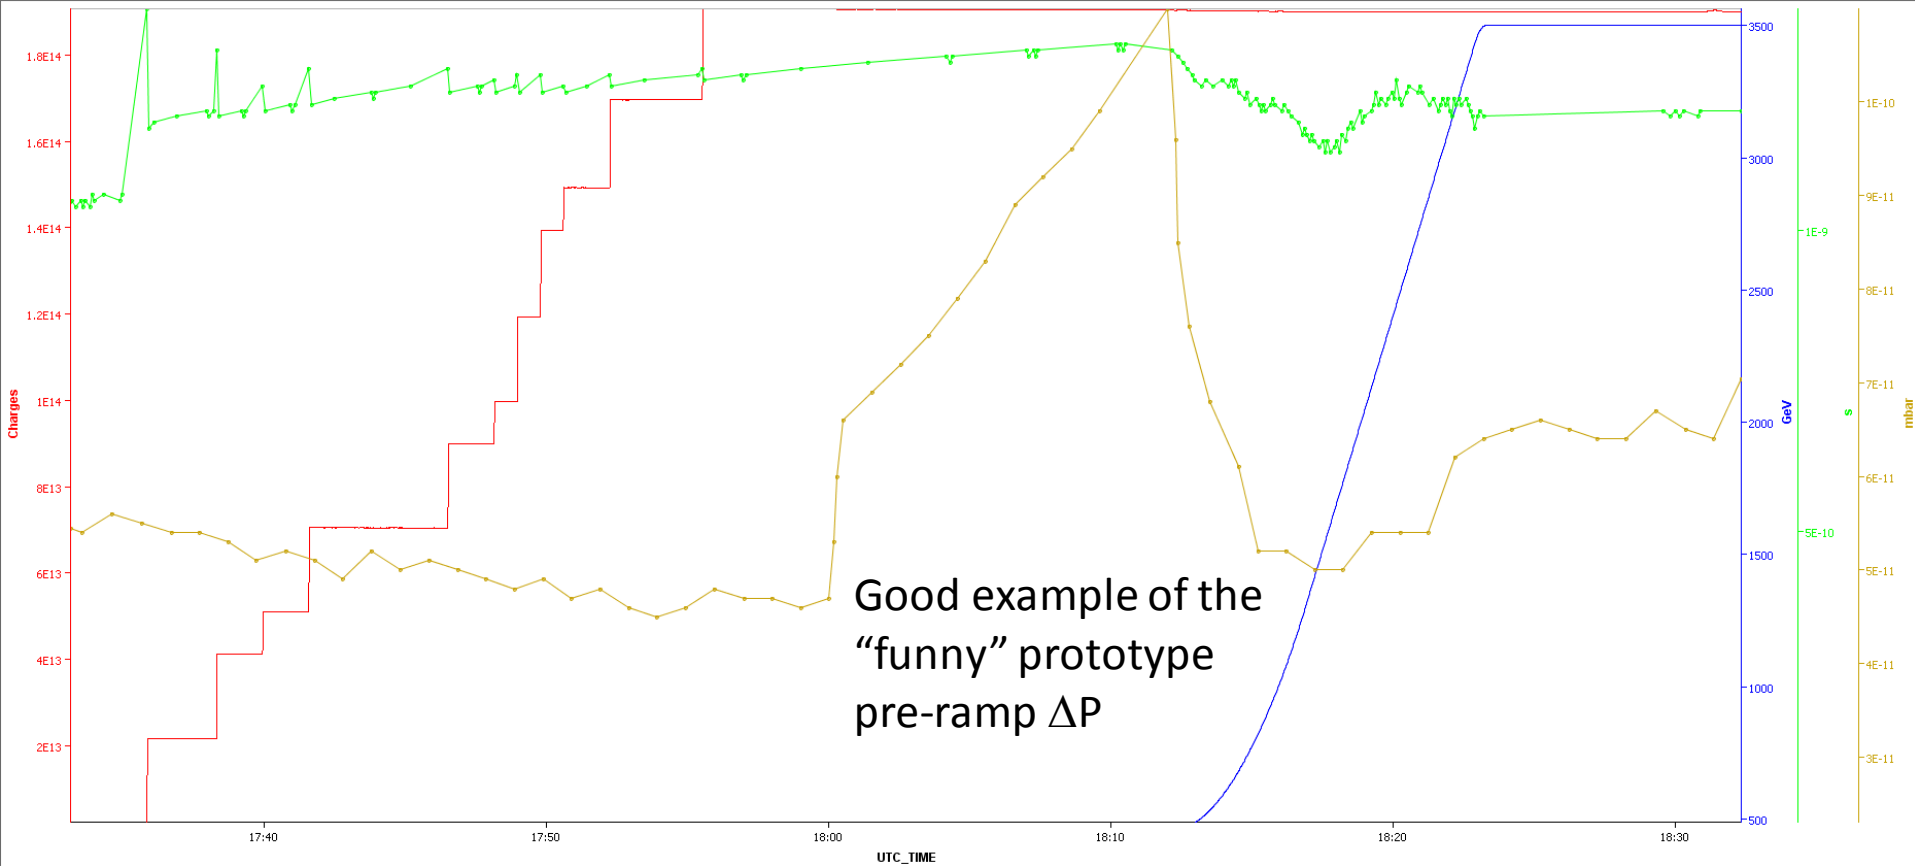 1.8E14
1.6E14
1.4E14
1.2E14
1E14
8E13
6E13
4E13
2E13
Charges
17:40
17:50
18:00
18:10
18:20
18:30
UTC_TIME
Good example of the
“funny” prototype
pre-ramp ΔP
3500
3000
2500
2000
1500
1000
500
GeV
1E-9
5E-10
s
1E-10
9E-11
8E-11
7E-11
6E-11
5E-11
4E-11
3E-11
mbar